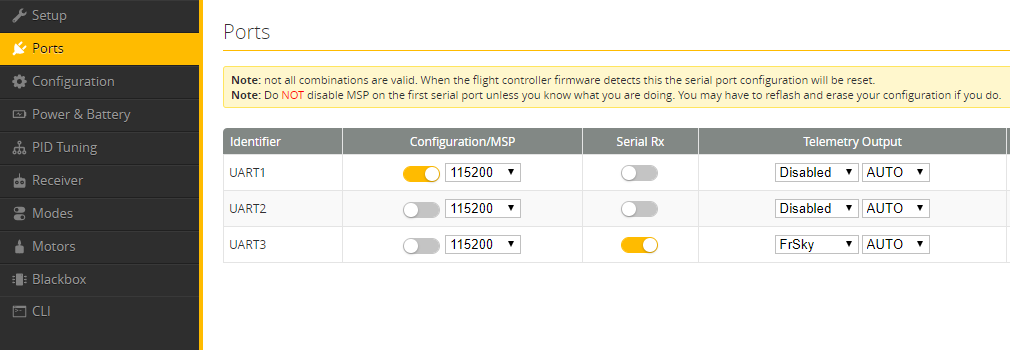 Setup
Ports
Configuration
Power & Battery
PID Tuning
Receiver
Modes
Motors
Blackbox
CLI
Ports
Note: not all combinations are valid. When the flight controller firmware detects this the serial port configuration will be reset.
Note: Do NOT disable MSP on the first serial port unless you know what you are doing. You may have to reflash and erase your configuration if you do.
Identifier Configuration/MSP Serial Rx Telemetry Output
UART1 115200 Disabled AUTO
UART2 115200 Disabled AUTO
UART3 115200 FrSky AUTO